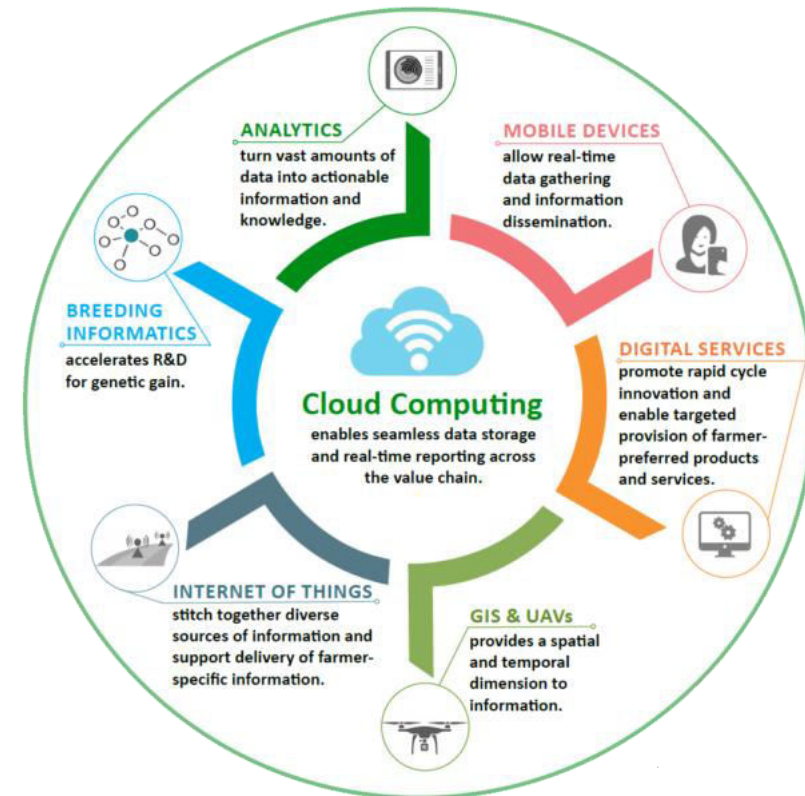 ANALYTICS
turn vast amounts of
data into actionable
information and
knowledge.
MOBILE DEVICES
allow real-time
data gathering
and information
dissemination.
BREEDING
INFORMATICS
accelerates R&D
for genetic gain.
Cloud Computing
enables seamless data storage
and real-time reporting across
the value chain.
DIGITAL SERVICES
promote rapid cycle
innovation and
enable targeted
provision of farmer-
preferred products
and services.
INTERNET OF THINGS
stitch together diverse
sources of information and
support delivery of farmer-
specific information.
GIS & UAVs
provides a spatial
and temporal
dimension to
information.